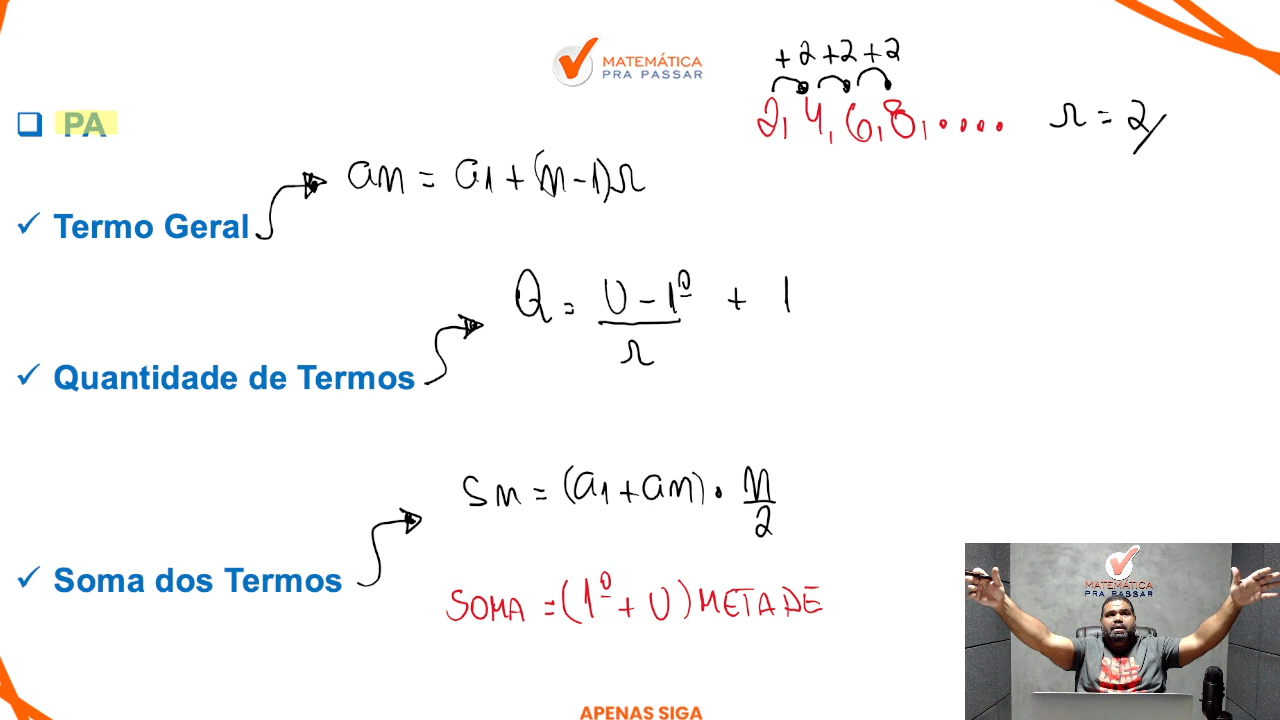 MATEMÁTICA
PRA PASSAR
+2 +2 +2
2, 4, 6, 8, .... r = 2
PA
an = a1 + (n-1)r
Termo Geral
Q = U - 1º + 1
r
Quantidade de Termos
Sn = (a1 + an) . n
2
Soma dos Termos
SOMA = (1º + U) METADE
MATEMÁTICA
PRA PASSAR
APENAS SIGA